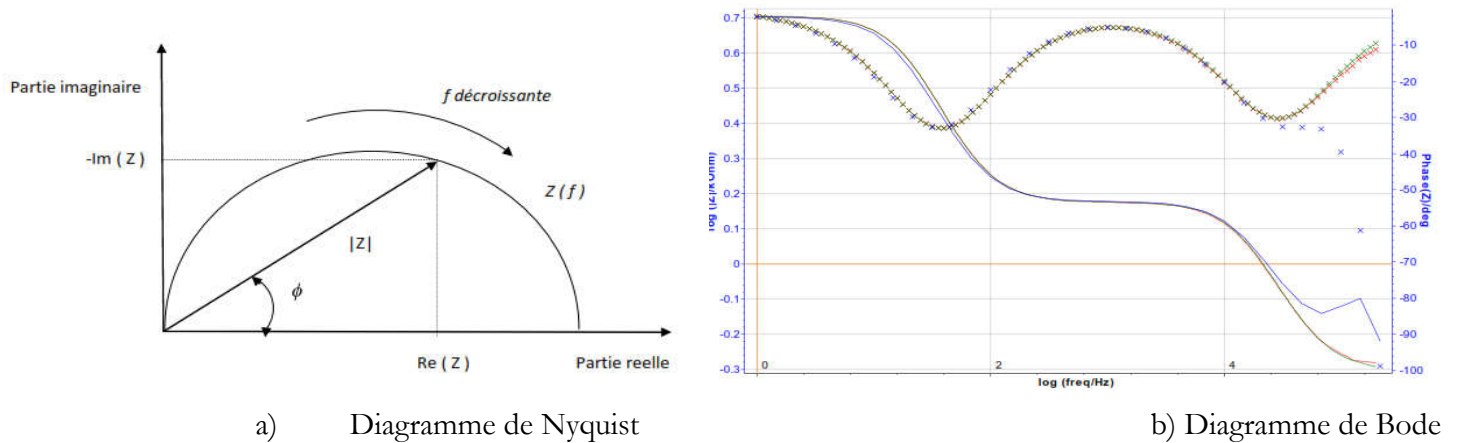 Partie imaginaire
f décroissante
-Im ( Z )
Z ( f )
|Z|
ϕ
Re ( Z )
Partie reelle
0.7
0.6
0.5
0.4
0.3
0.2
0.1
0
-0.1
-0.2
-0.3
log (|Z|/kOhm)
0
2
4
log (freq/Hz)
-10
-20
-30
-40
-50
-60
-70
-80
-90
-100
Phase(Z)/deg
a) Diagramme de Nyquist
b) Diagramme de Bode